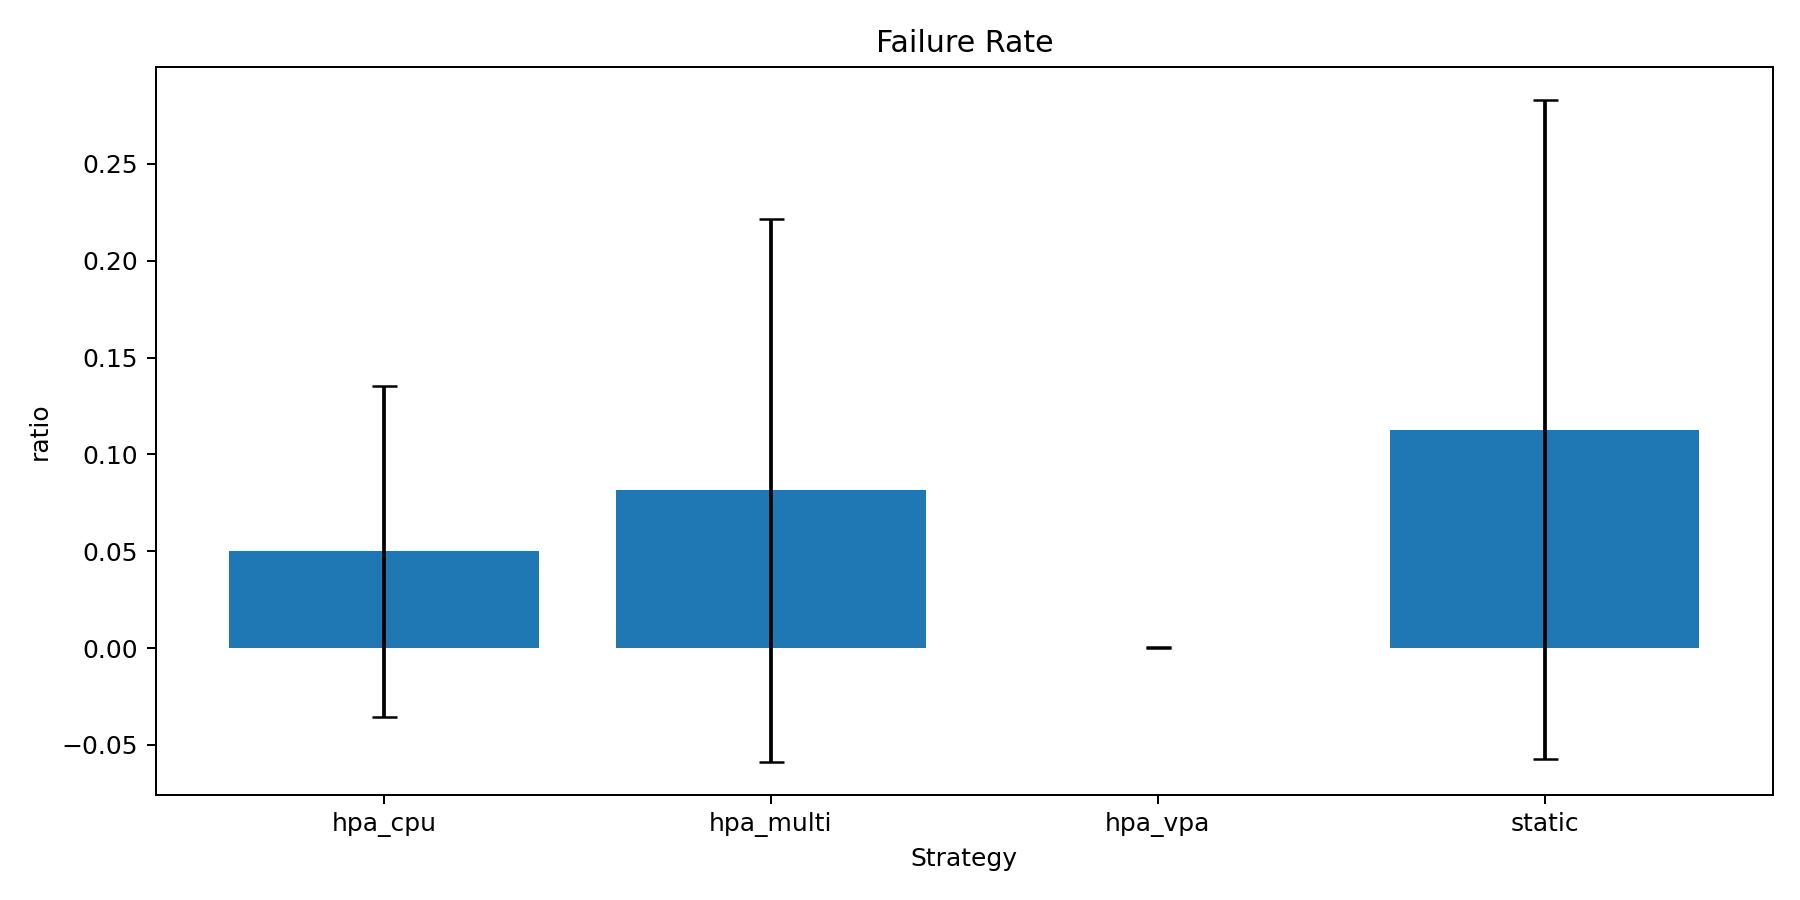 Failure Rate
ratio
0.25
0.20
0.15
0.10
0.05
0.00
−0.05
hpa_cpu hpa_multi hpa_vpa static
Strategy